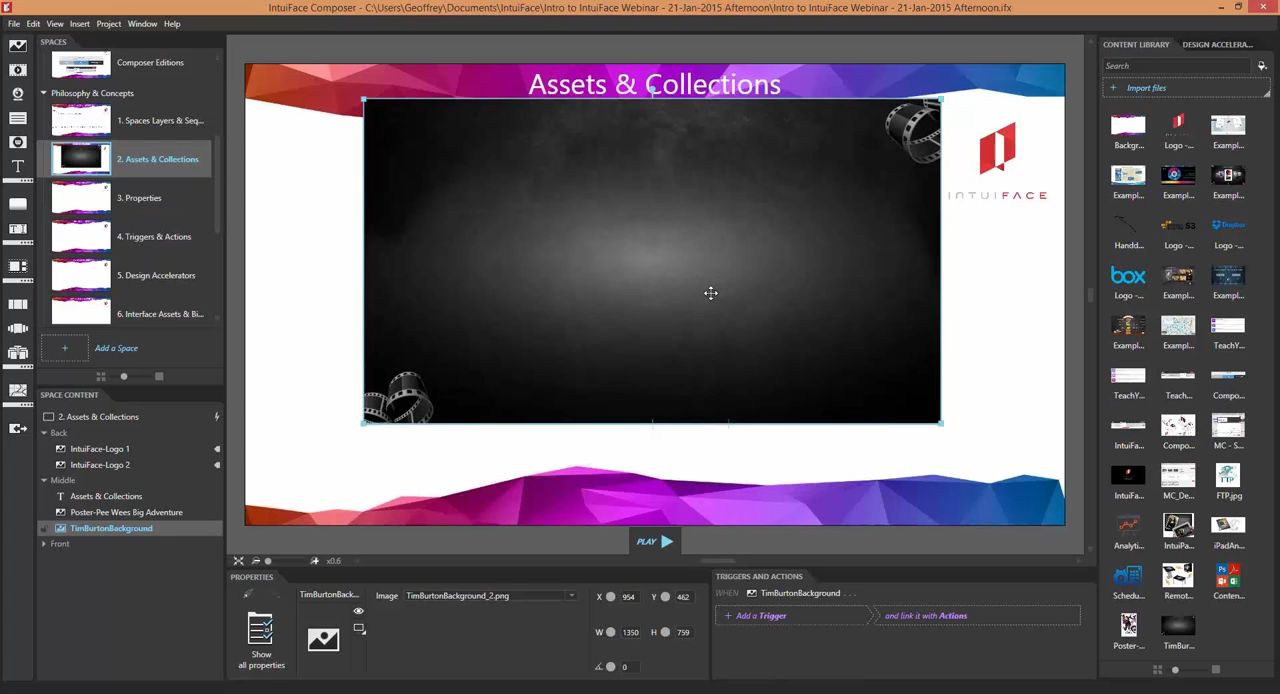 IntuiFace Composer - C:\Users\Geoffrey\Documents\IntuiFace\Intro to IntuiFace Webinar - 21-Jan-2015 Afternoon\Intro to IntuiFace Webinar - 21-Jan-2015 Afternoon.ifx
File Edit View Insert Project Window Help
SPACES
Composer Editions
Philosophy & Concepts
1. Spaces Layers & Seq...
2. Assets & Collections
3. Properties
4. Triggers & Actions
5. Design Accelerators
6. Interface Assets & Bi...
Add a Space
SPACE CONTENT
2. Assets & Collections
Back
IntuiFace-Logo 1
IntuiFace-Logo 2
Middle
Assets & Collections
Poster-Pee Wees Big Adventure
TimBurtonBackground
Front
Assets & Collections
INTUIFACE
PLAY
x0.6
PROPERTIES
Show
all properties
TimBurtonBack...
Image TimBurtonBackground_2.png
X 954 Y 462
W 1350 H 759
0
TRIGGERS AND ACTIONS
WHEN TimBurtonBackground . . .
+ Add a Trigger and link it with Actions
CONTENT LIBRARY DESIGN ACCELERA...
Search
+ Import files
Backgr... Logo -... Exampl...
Exampl... Exampl... Exampl...
Handd... Logo -... Logo -...
box
Logo -... Exampl... Exampl...
Exampl... Exampl... TeachY...
TeachY... Teach... Compo...
IntuiFa... Compo... MC - S...
FTP
IntuiFa... MC_De... FTP.jpg
Analyti... IntuiPa... iPadAn...
Schedu... Remot... Conten...
Poster-... TimBur...